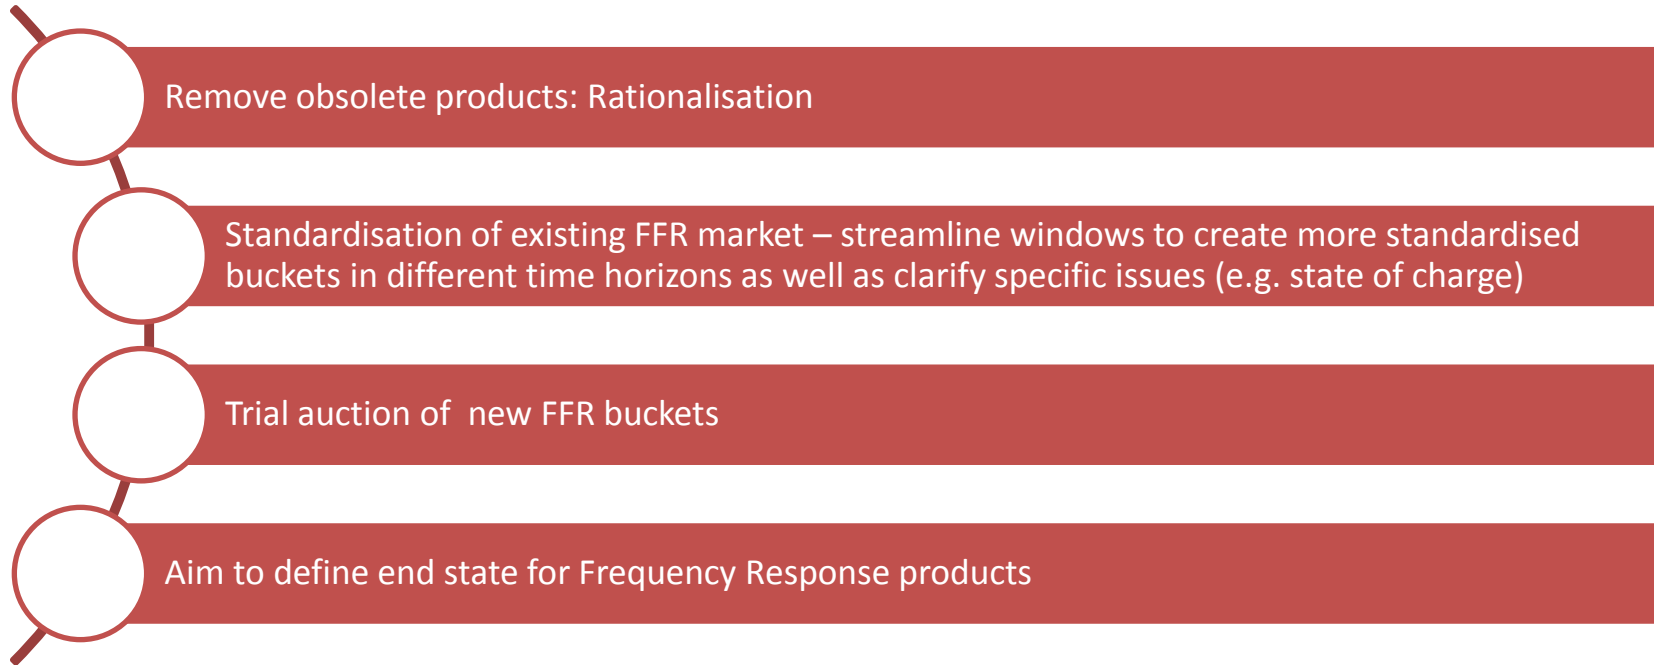 Remove obsolete products: Rationalisation
Standardisation of existing FFR market – streamline windows to create more standardised
buckets in different time horizons as well as clarify specific issues (e.g. state of charge)
Trial auction of  new FFR buckets
Aim to define end state for Frequency Response products